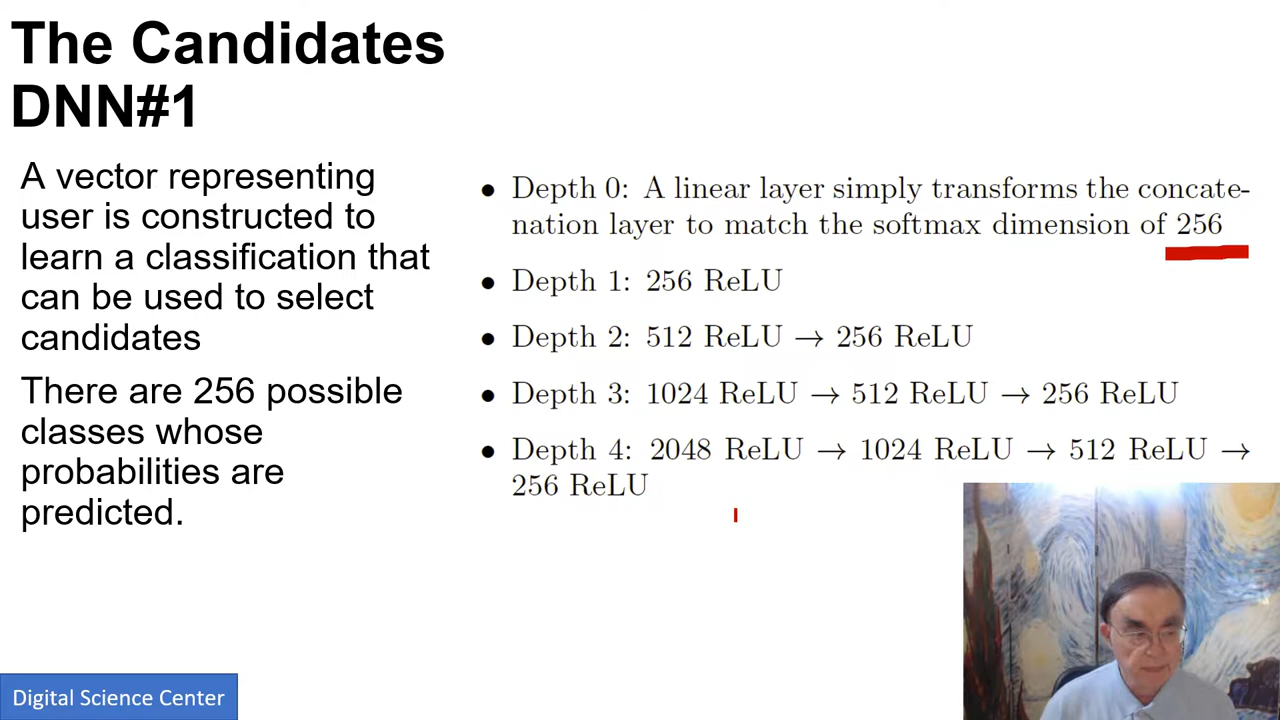 The Candidates
DNN#1
A vector representing
user is constructed to
learn a classification that
can be used to select
candidates
There are 256 possible
classes whose
probabilities are
predicted.
• Depth 0: A linear layer simply transforms the concate-
nation layer to match the softmax dimension of 256
• Depth 1: 256 ReLU
• Depth 2: 512 ReLU → 256 ReLU
• Depth 3: 1024 ReLU → 512 ReLU → 256 ReLU
• Depth 4: 2048 ReLU → 1024 ReLU → 512 ReLU →
256 ReLU
Digital Science Center